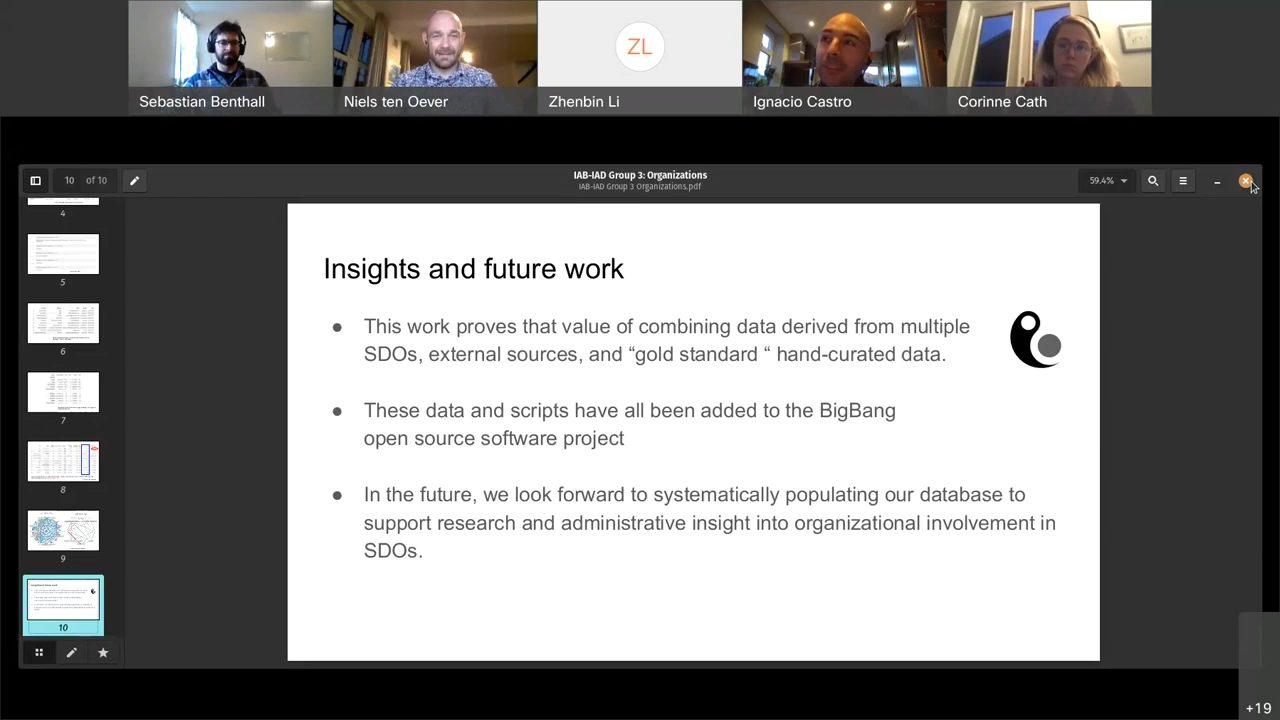 ZL
Sebastian Benthall
Niels ten Oever
Zhenbin Li
Ignacio Castro
Corinne Cath
10 of 10
IAB-IAD Group 3: Organizations
IAB-IAD Group 3 Organizations.pdf
59.4%
4
5
6
7
8
9
10
Insights and future work
● This work proves that value of combining data derived from multiple
SDOs, external sources, and “gold standard “ hand-curated data.
● These data and scripts have all been added to the BigBang
open source software project
● In the future, we look forward to systematically populating our database to
support research and administrative insight into organizational involvement in
SDOs.
+19